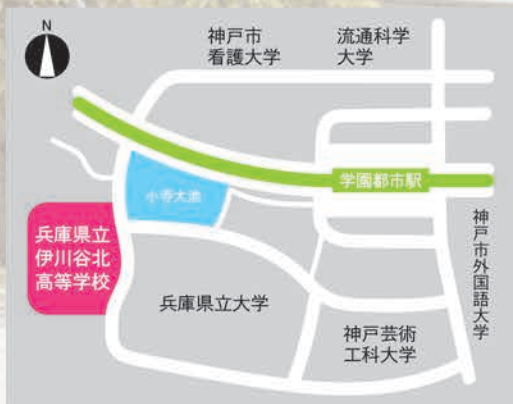 N
神戸市
看護大学
流通科学
大学
学園都市駅
小寺大池
兵庫県立
伊川谷北
高等学校
兵庫県立大学
神戸芸術
工科大学
神戸市外国語大学